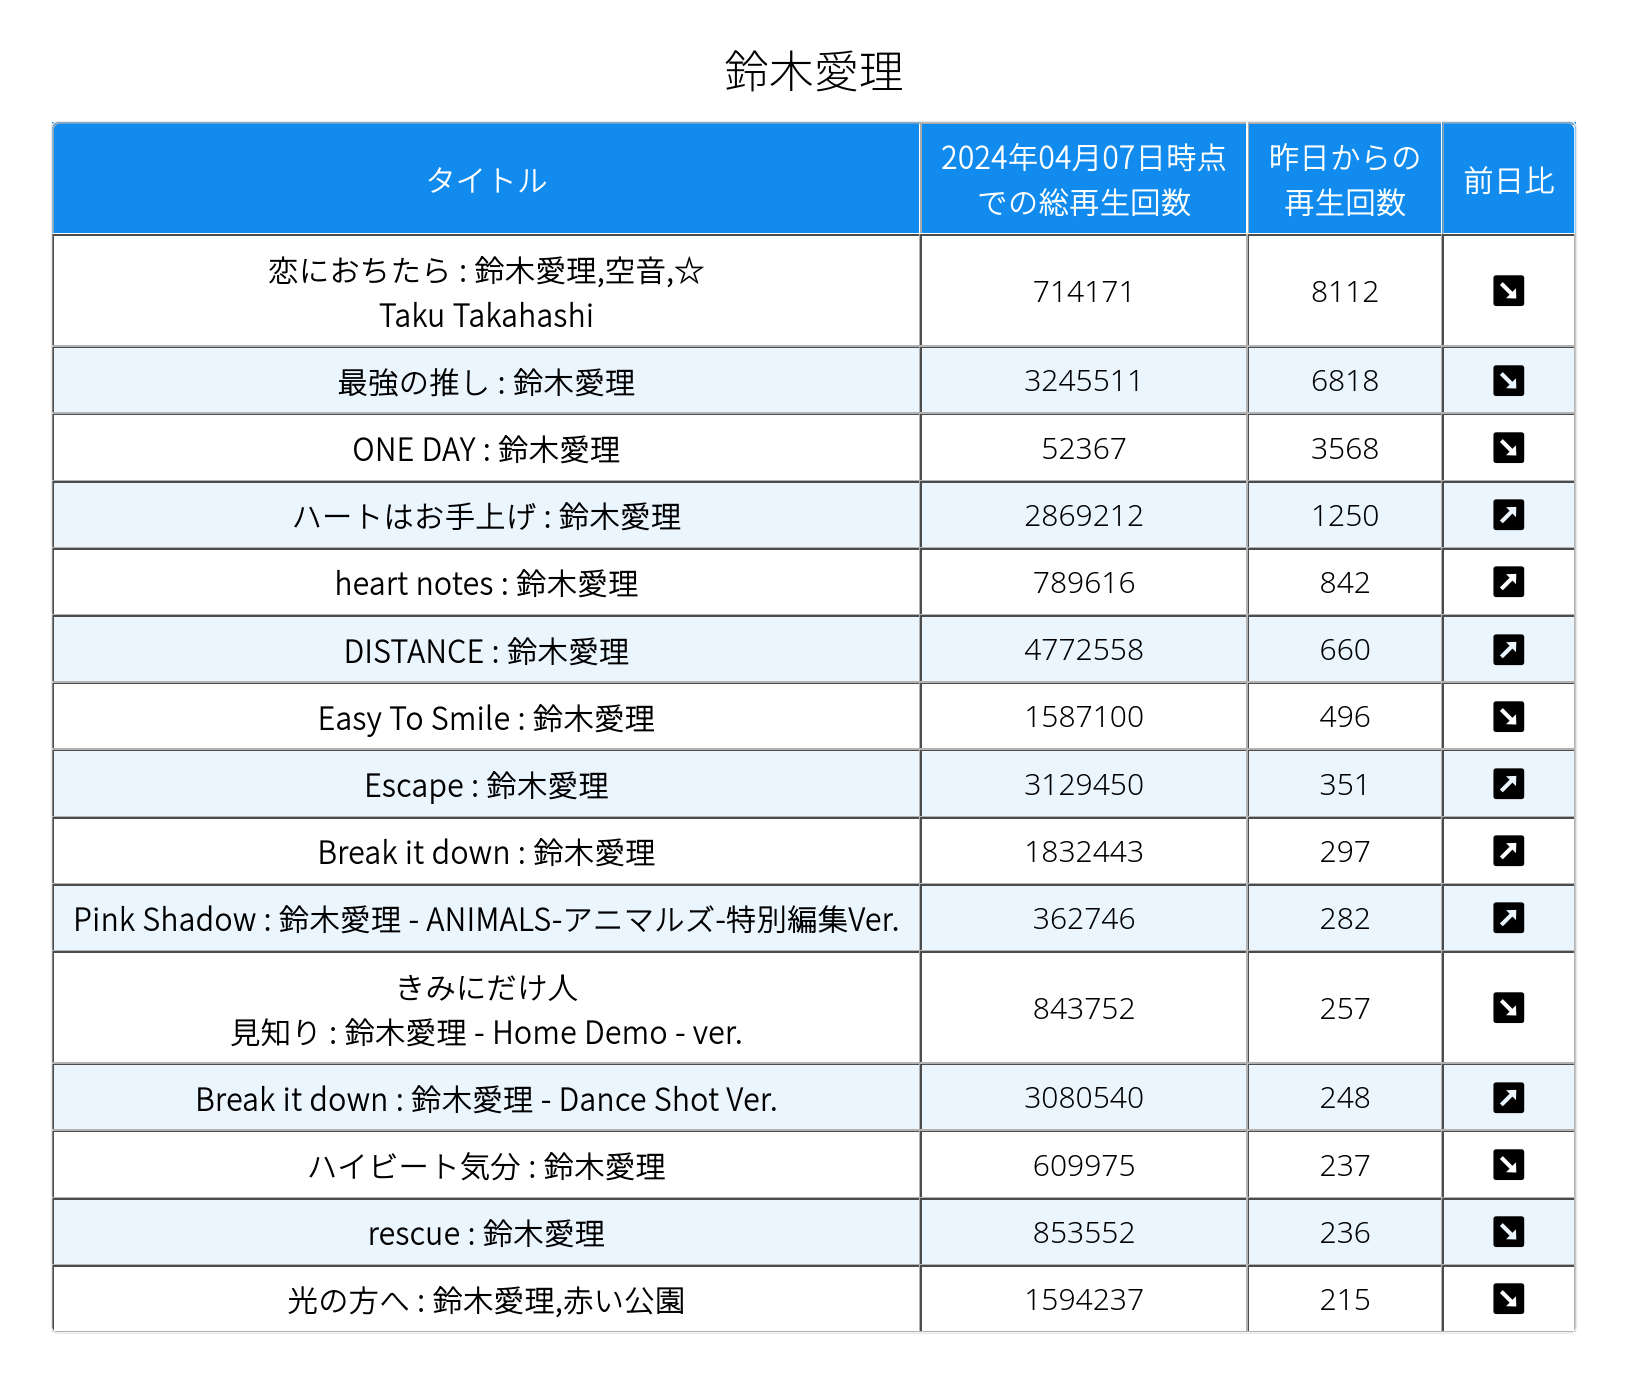 鈴木愛理
タイトル
2024年04月07日時点
での総再生回数
昨日からの
再生回数
前日比
恋におちたら : 鈴木愛理,空音,☆
Taku Takahashi
714171
8112
最強の推し : 鈴木愛理
3245511
6818
ONE DAY : 鈴木愛理
52367
3568
ハートはお手上げ : 鈴木愛理
2869212
1250
heart notes : 鈴木愛理
789616
842
DISTANCE : 鈴木愛理
4772558
660
Easy To Smile : 鈴木愛理
1587100
496
Escape : 鈴木愛理
3129450
351
Break it down : 鈴木愛理
1832443
297
Pink Shadow : 鈴木愛理 - ANIMALS-アニマルズ-特別編集Ver.
362746
282
きみにだけ人
見知り : 鈴木愛理 - Home Demo - ver.
843752
257
Break it down : 鈴木愛理 - Dance Shot Ver.
3080540
248
ハイビート気分 : 鈴木愛理
609975
237
rescue : 鈴木愛理
853552
236
光の方へ : 鈴木愛理,赤い公園
1594237
215